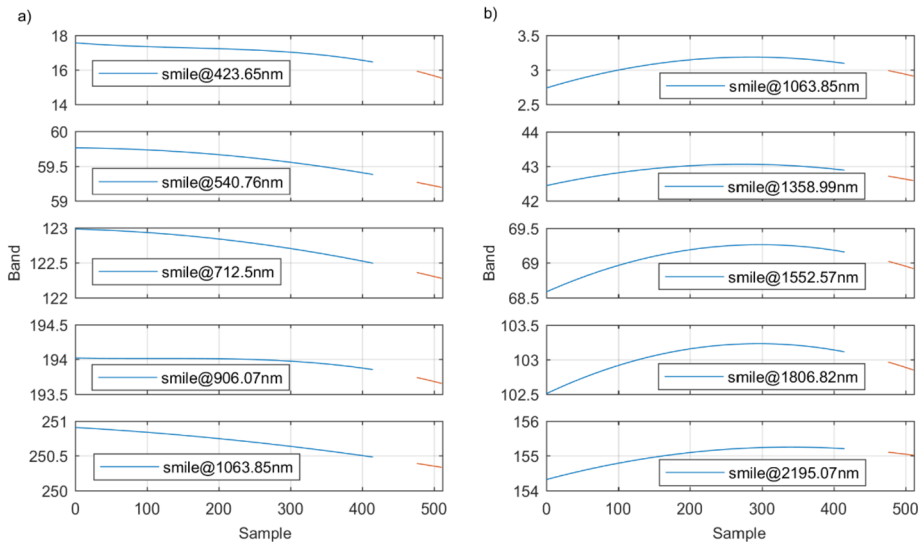 a)
18
16
14
smile@423.65nm
60
59.5
59
smile@540.76nm
123
122.5
122
smile@712.5nm
194.5
194
193.5
smile@906.07nm
251
250.5
250
smile@1063.85nm
0 100 200 300 400 500
Sample
Band
b)
3.5
3
2.5
smile@1063.85nm
44
43
42
smile@1358.99nm
69.5
69
68.5
smile@1552.57nm
103.5
103
102.5
smile@1806.82nm
156
155
154
smile@2195.07nm
0 100 200 300 400 500
Sample
Band